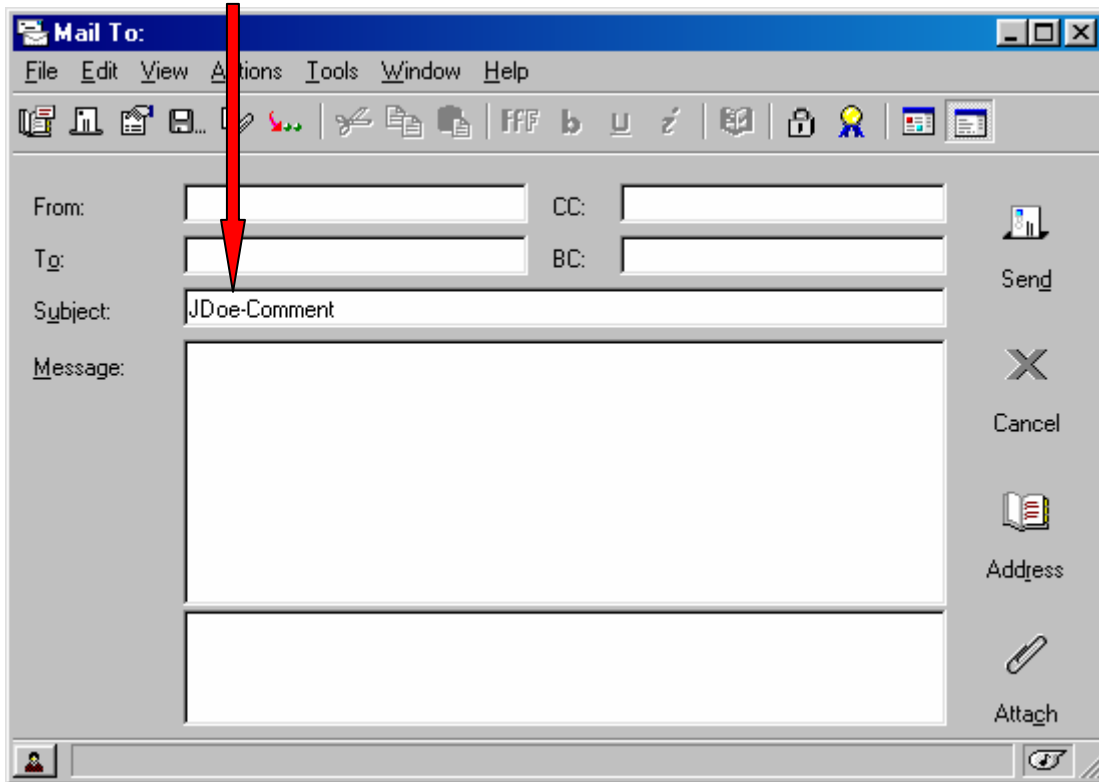 Mail To:
File Edit View Actions Tools Window Help
FFF b u i
From: CC:
To: BC:
Send
Subject: JDoe-Comment
Message:
Cancel
Address
Attach